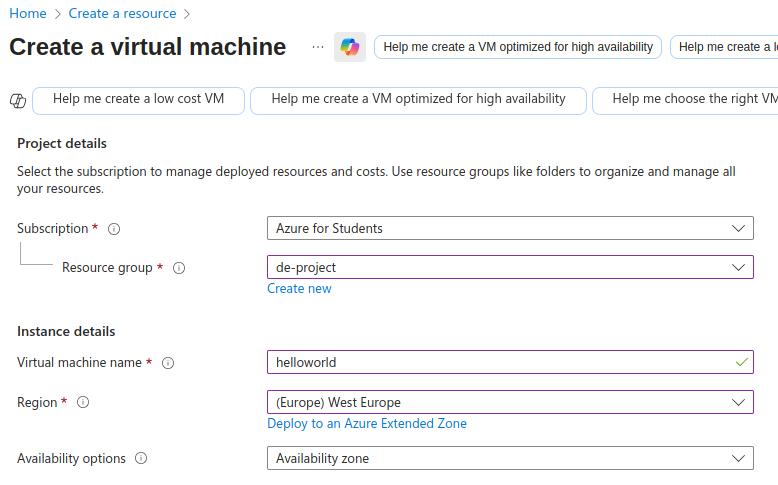 Home > Create a resource >
Create a virtual machine ...
Help me create a VM optimized for high availability
Help me create a
Help me create a low cost VM
Help me create a VM optimized for high availability
Help me choose the right VM
Project details
Select the subscription to manage deployed resources and costs. Use resource groups like folders to organize and manage all
your resources.
Subscription *
Azure for Students
Resource group *
de-project
Create new
Instance details
Virtual machine name *
helloworld
Region *
(Europe) West Europe
Deploy to an Azure Extended Zone
Availability options
Availability zone